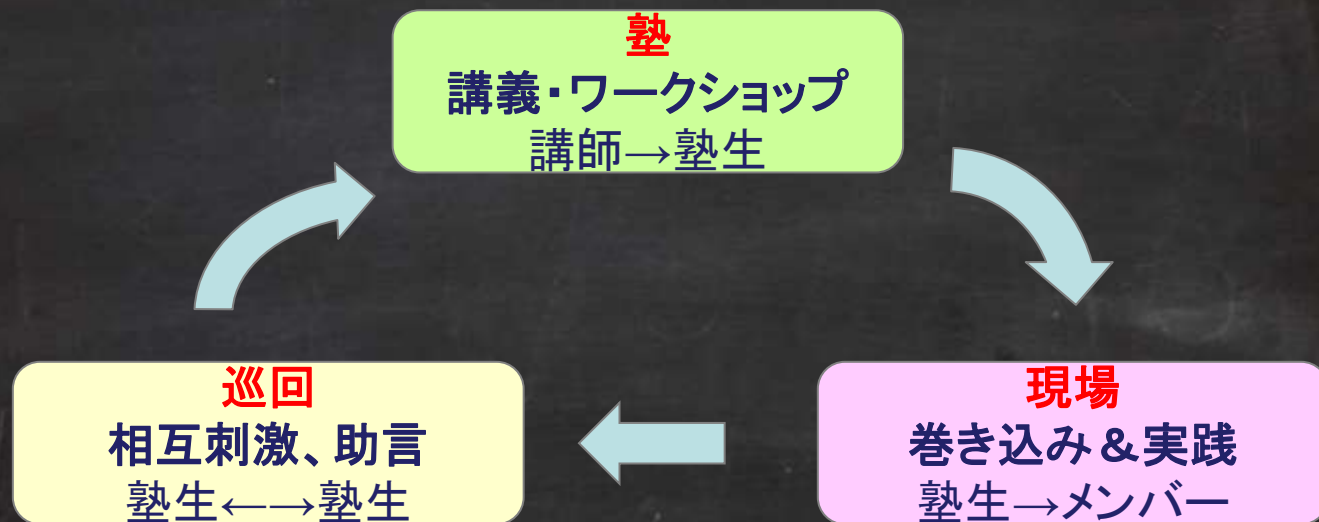 塾
講義・ワークショップ
講師→塾生
巡回
相互刺激、助言
塾生←→塾生
現場
巻き込み＆実践
塾生→メンバー